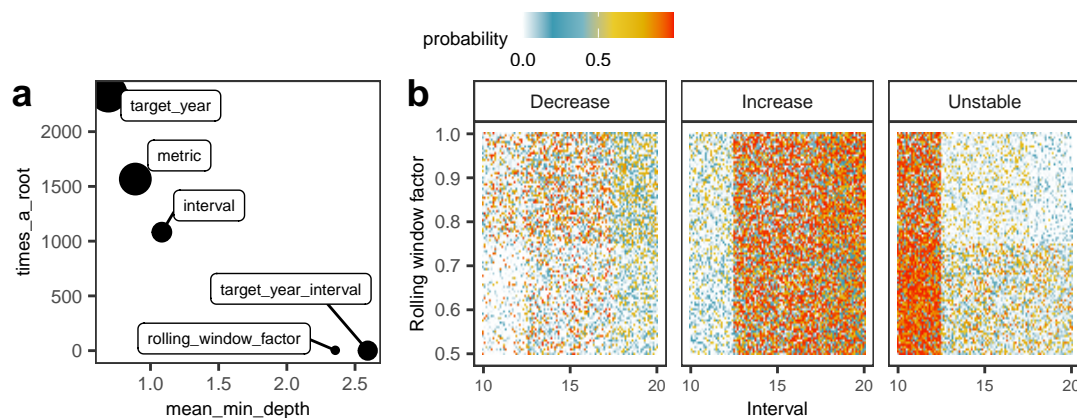 probability
0.0 0.5
a
target_year
metric
interval
target_year_interval
rolling_window_factor
times_a_root
2000
1500
1000
500
0
1.0 1.5 2.0 2.5
mean_min_depth
b
Decrease Increase Unstable
Rolling window factor
1.0
0.9
0.8
0.7
0.6
0.5
10 15 20 10 15 20 10 15 20
Interval